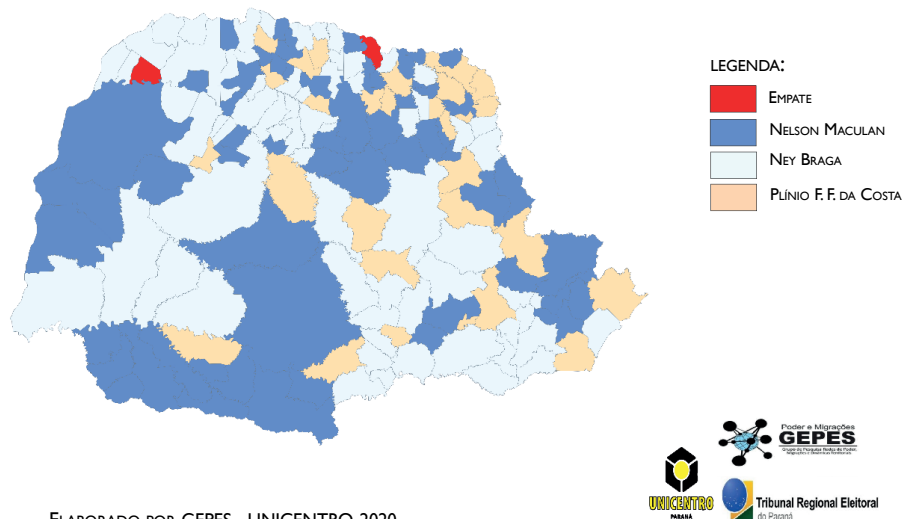 LEGENDA:
EMPATE
NELSON MACULAN
NEY BRAGA
PLÍNIO F. F. DA COSTA
Poder e Migrações
GEPES
UNICENTRO
PARANÁ
Tribunal Regional Eleitoral
do Paraná
ELABORADO POR GEPES - UNICENTRO 2020